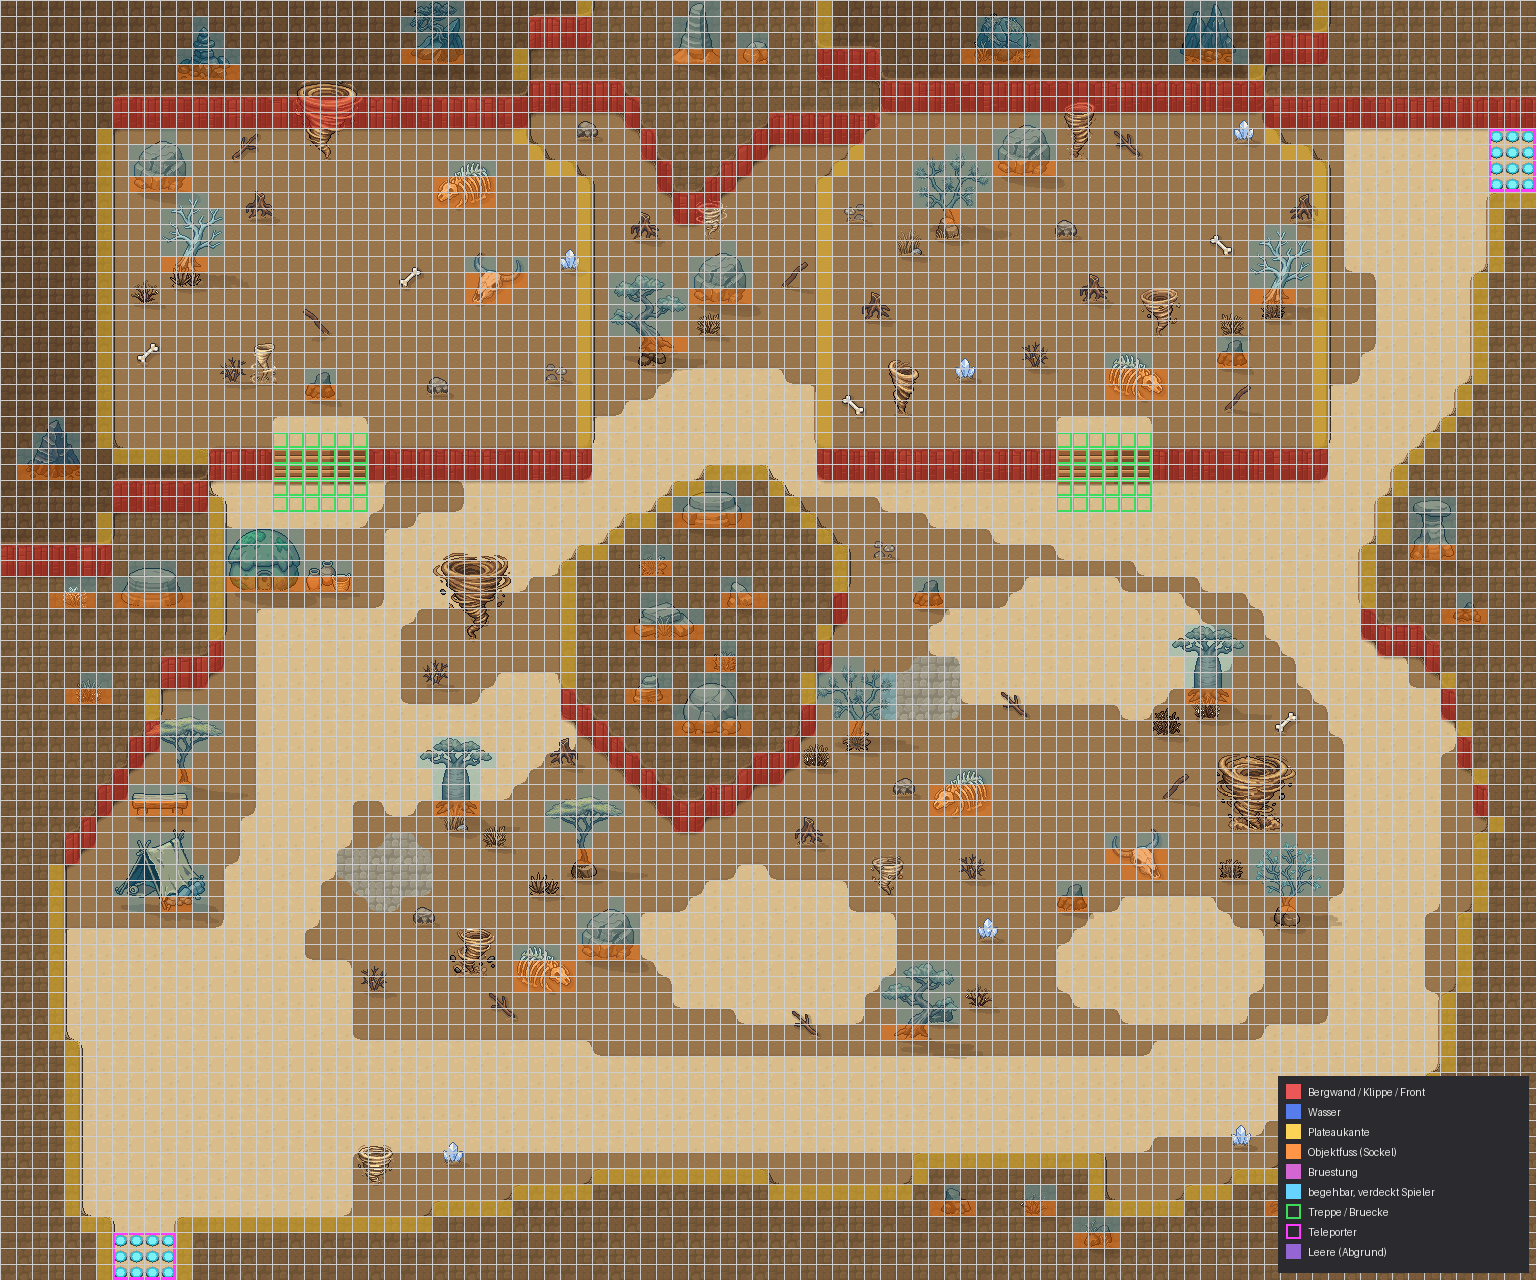 Bergwand / Klippe / Front
Wasser
Plateaukante
Objektfuss (Sockel)
Bruestung
begehbar, verdeckt Spieler
Treppe / Bruecke
Teleporter
Leere (Abgrund)